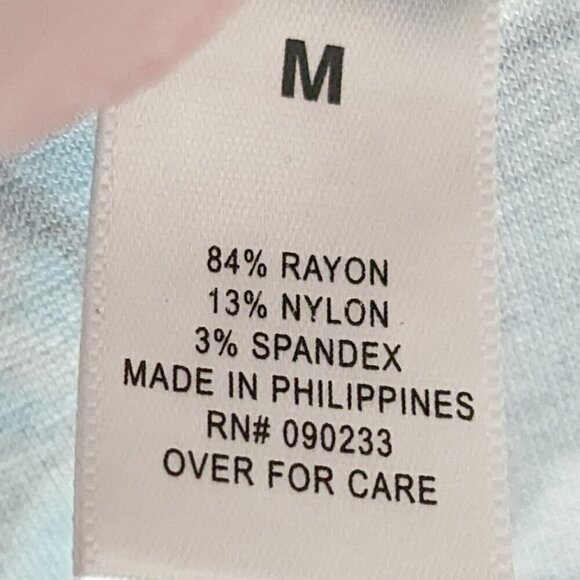 M
84% RAYON
13% NYLON
3% SPANDEX
MADE IN PHILIPPINES
RN# 090233
OVER FOR CARE